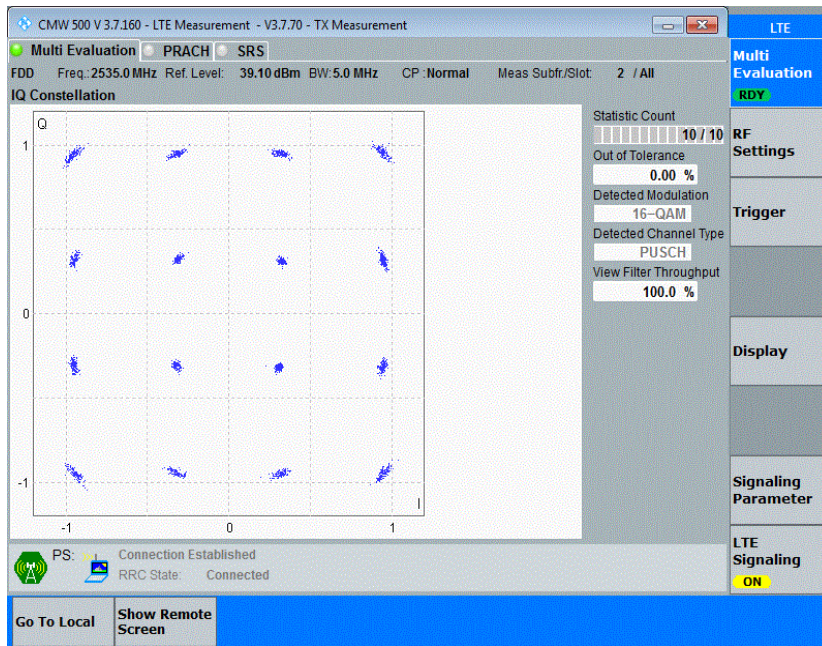 CMW 500 V 3.7.160 - LTE Measurement - V3.7.70 - TX Measurement
LTE
Multi Evaluation PRACH SRS
Multi
Evaluation
RDY
FDD Freq.: 2535.0 MHz Ref. Level: 39.10 dBm BW: 5.0 MHz CP : Normal Meas Subfr./Slot: 2 / All
IQ Constellation
Q
1
0
-1
-1 0 1
I
Statistic Count
10 / 10
Out of Tolerance
0.00 %
Detected Modulation
16-QAM
Detected Channel Type
PUSCH
View Filter Throughput
100.0 %
RF
Settings
Trigger
Display
Signaling
Parameter
LTE
Signaling
ON
PS: Connection Established
RRC State: Connected
Go To Local
Show Remote
Screen